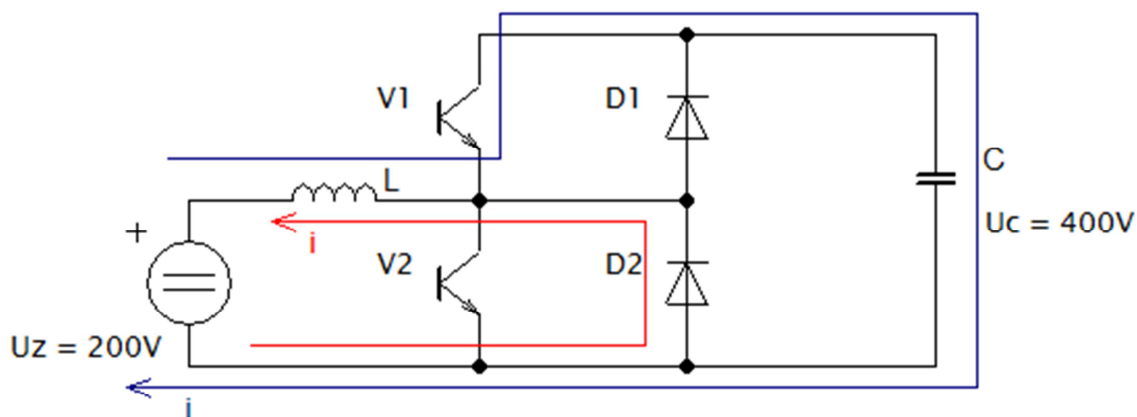 V1
D1
L
C
Uc = 400V
+
i
V2
D2
Uz = 200V
i